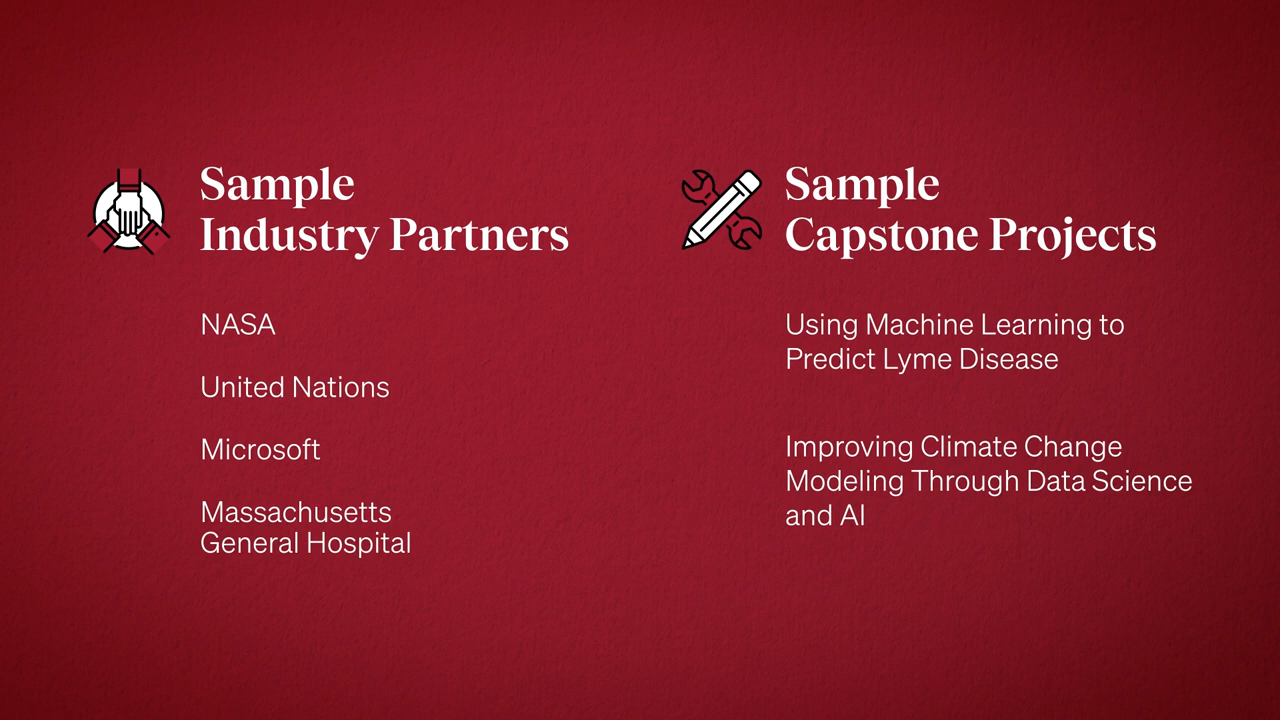 Sample
Industry Partners
NASA
United Nations
Microsoft
Massachusetts
General Hospital
Sample
Capstone Projects
Using Machine Learning to
Predict Lyme Disease
Improving Climate Change
Modeling Through Data Science
and AI